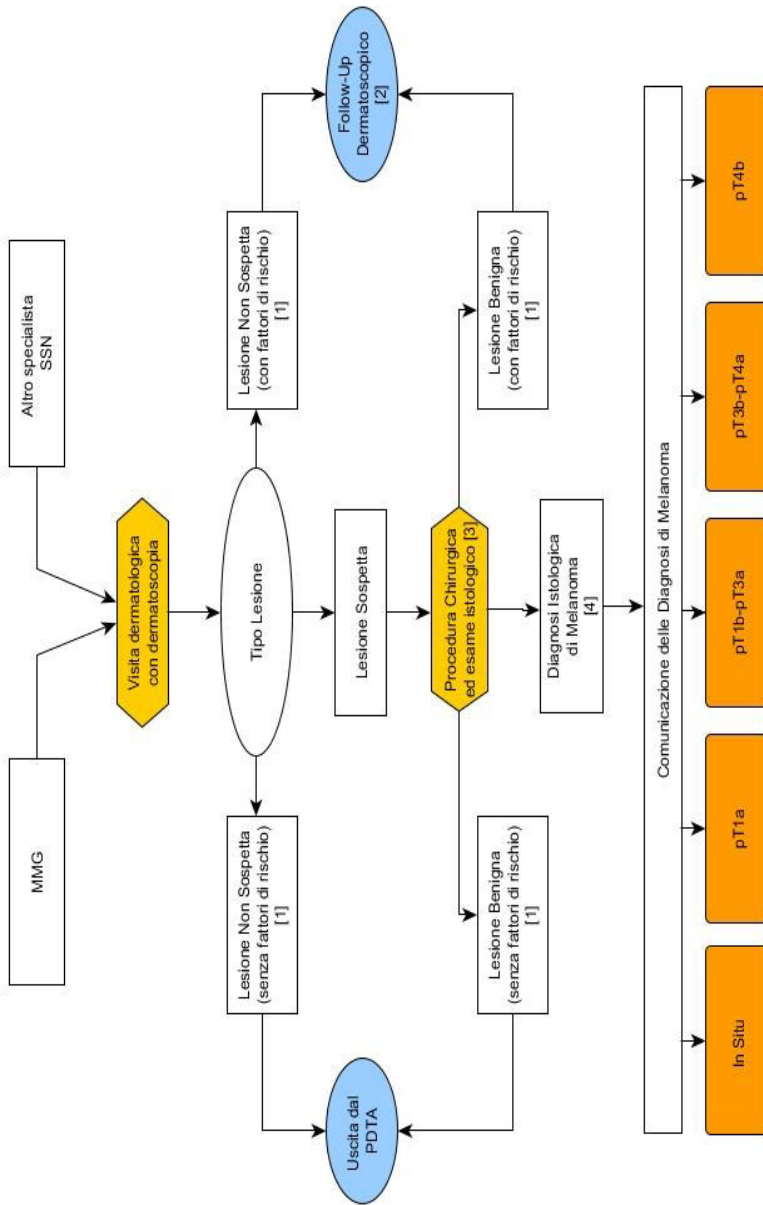 MMG
Altro specialista
SSN
Visita dermatologica
con dermatoscopia
Tipo Lesione
Lesione Non Sospetta
(senza fattori di rischio)
[1]
Lesione Non Sospetta
(con fattori di rischio)
[1]
Lesione Sospetta
Uscita dal
PDTA
Follow-Up
Dermatoscopico
[2]
Procedura Chirurgica
ed esame istologico [3]
Lesione Benigna
(senza fattori di rischio)
[1]
Lesione Benigna
(con fattori di rischio)
[1]
Diagnosi Istologica
di Melanoma
[4]
Comunicazione delle Diagnosi di Melanoma
In Situ
pT1a
pT1b-pT3a
pT3b-pT4a
pT4b